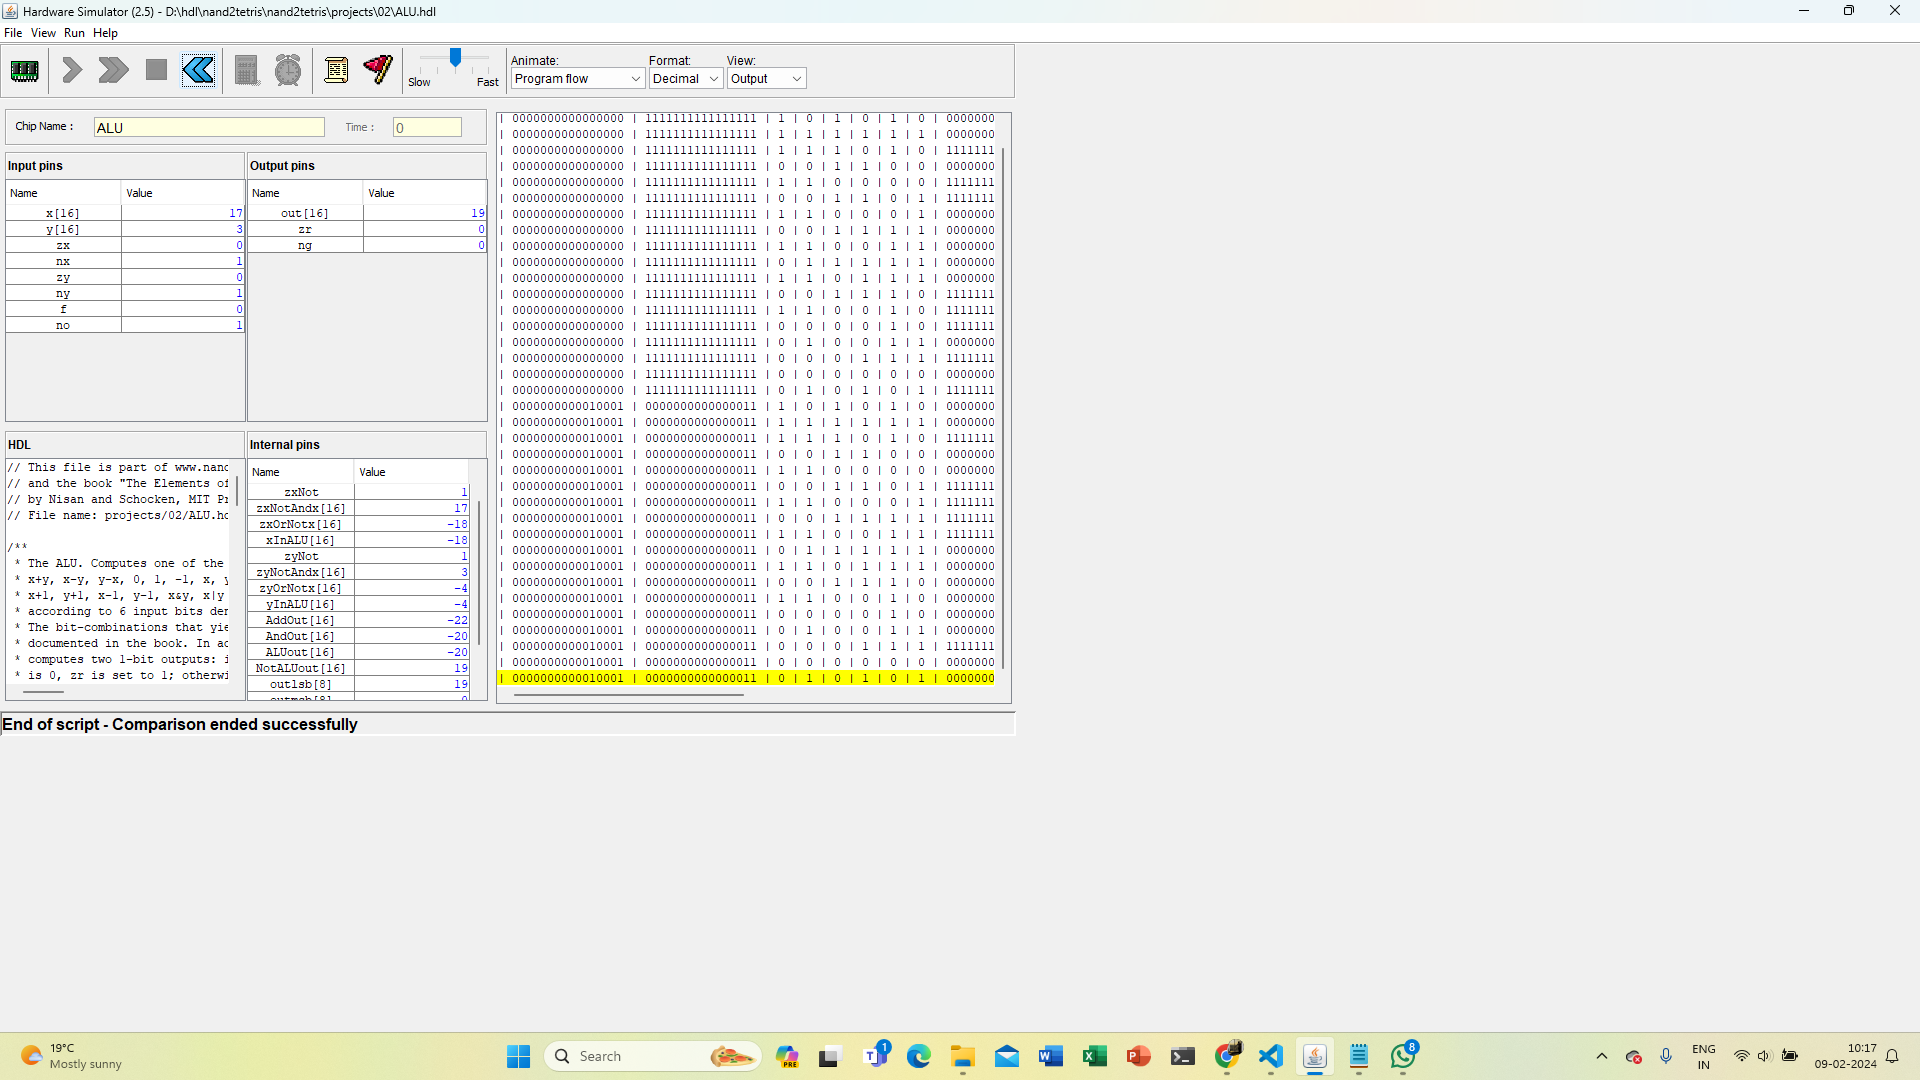 Hardware Simulator (2.5) - D:\hdl\nand2tetris\nand2tetris\projects\02\ALU.hdl
File View Run Help
Slow Fast
Animate: Format: View:
Program flow Decimal Output
Chip Name : ALU Time : 0
Input pins
Name Value
x[16] 17
y[16] 3
zx 0
nx 1
zy 0
ny 1
f 0
no 1
Output pins
Name Value
out[16] 19
zr 0
ng 0
HDL
// This file is part of www.nand
// and the book "The Elements of
// by Nisan and Schocken, MIT Pr
// File name: projects/02/ALU.hd
/**
* The ALU. Computes one of the
* x+y, x-y, y-x, 0, 1, -1, x, y
* x+1, y+1, x-1, y-1, x&y, x|y
* according to 6 input bits den
* The bit-combinations that yie
* documented in the book. In ad
* computes two 1-bit outputs: i
* is 0, zr is set to 1; otherwi
Internal pins
Name Value
zxNot 1
zxNotAndx[16] 17
zxOrNotx[16] -18
xInALU[16] -18
zyNot 1
zyNotAndx[16] 3
zyOrNotx[16] -4
yInALU[16] -4
AddOut[16] -22
AndOut[16] -20
ALUout[16] -20
NotALUout[16] 19
outlsb[8] 19
outmsb[8] 0
| 0000000000000000 | 1111111111111111 | 1 | 0 | 1 | 0 | 1 | 0 | 0000000
| 0000000000000000 | 1111111111111111 | 1 | 1 | 1 | 1 | 1 | 1 | 0000000
| 0000000000000000 | 1111111111111111 | 1 | 1 | 1 | 0 | 1 | 0 | 1111111
| 0000000000000000 | 1111111111111111 | 0 | 0 | 1 | 1 | 0 | 0 | 0000000
| 0000000000000000 | 1111111111111111 | 1 | 1 | 0 | 0 | 0 | 0 | 1111111
| 0000000000000000 | 1111111111111111 | 0 | 0 | 1 | 1 | 0 | 1 | 1111111
| 0000000000000000 | 1111111111111111 | 1 | 1 | 0 | 0 | 0 | 1 | 0000000
| 0000000000000000 | 1111111111111111 | 0 | 0 | 1 | 1 | 1 | 1 | 0000000
| 0000000000000000 | 1111111111111111 | 1 | 1 | 0 | 0 | 1 | 1 | 0000000
| 0000000000000000 | 1111111111111111 | 0 | 1 | 1 | 1 | 1 | 1 | 0000000
| 0000000000000000 | 1111111111111111 | 1 | 1 | 0 | 1 | 1 | 1 | 0000000
| 0000000000000000 | 1111111111111111 | 0 | 0 | 1 | 1 | 1 | 0 | 1111111
| 0000000000000000 | 1111111111111111 | 1 | 1 | 0 | 0 | 1 | 0 | 1111111
| 0000000000000000 | 1111111111111111 | 0 | 0 | 0 | 0 | 1 | 0 | 1111111
| 0000000000000000 | 1111111111111111 | 0 | 1 | 0 | 0 | 1 | 1 | 0000000
| 0000000000000000 | 1111111111111111 | 0 | 0 | 0 | 1 | 1 | 1 | 1111111
| 0000000000000000 | 1111111111111111 | 0 | 0 | 0 | 0 | 0 | 0 | 0000000
| 0000000000000000 | 1111111111111111 | 0 | 1 | 0 | 1 | 0 | 1 | 1111111
| 0000000000010001 | 0000000000000011 | 1 | 0 | 1 | 0 | 1 | 0 | 0000000
| 0000000000010001 | 0000000000000011 | 1 | 1 | 1 | 1 | 1 | 1 | 0000000
| 0000000000010001 | 0000000000000011 | 1 | 1 | 1 | 0 | 1 | 0 | 1111111
| 0000000000010001 | 0000000000000011 | 0 | 0 | 1 | 1 | 0 | 0 | 0000000
| 0000000000010001 | 0000000000000011 | 1 | 1 | 0 | 0 | 0 | 0 | 0000000
| 0000000000010001 | 0000000000000011 | 0 | 0 | 1 | 1 | 0 | 1 | 1111111
| 0000000000010001 | 0000000000000011 | 1 | 1 | 0 | 0 | 0 | 1 | 1111111
| 0000000000010001 | 0000000000000011 | 0 | 0 | 1 | 1 | 1 | 1 | 1111111
| 0000000000010001 | 0000000000000011 | 1 | 1 | 0 | 0 | 1 | 1 | 1111111
| 0000000000010001 | 0000000000000011 | 0 | 1 | 1 | 1 | 1 | 1 | 0000000
| 0000000000010001 | 0000000000000011 | 1 | 1 | 0 | 1 | 1 | 1 | 0000000
| 0000000000010001 | 0000000000000011 | 0 | 0 | 1 | 1 | 1 | 0 | 0000000
| 0000000000010001 | 0000000000000011 | 1 | 1 | 0 | 0 | 1 | 0 | 0000000
| 0000000000010001 | 0000000000000011 | 0 | 0 | 0 | 0 | 1 | 0 | 0000000
| 0000000000010001 | 0000000000000011 | 0 | 1 | 0 | 0 | 1 | 1 | 0000000
| 0000000000010001 | 0000000000000011 | 0 | 0 | 0 | 1 | 1 | 1 | 1111111
| 0000000000010001 | 0000000000000011 | 0 | 0 | 0 | 0 | 0 | 0 | 0000000
| 0000000000010001 | 0000000000000011 | 0 | 1 | 0 | 1 | 0 | 1 | 0000000
End of script - Comparison ended successfully
19°C
Mostly sunny
Search
PRE
1
8
ENG
IN
10:17
09-02-2024